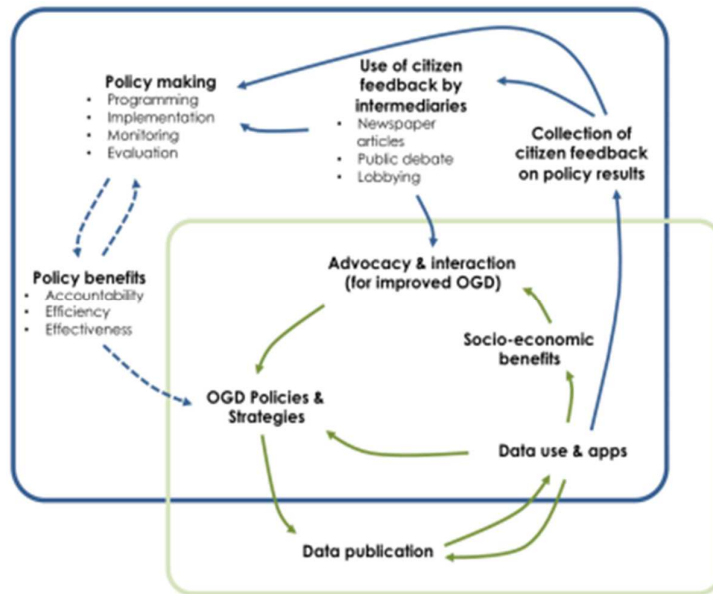 Policy making
• Programming
• Implementation
• Monitoring
• Evaluation
Use of citizen
feedback by
intermediaries
• Newspaper
articles
• Public debate
• Lobbying
Collection of
citizen feedback
on policy results
Policy benefits
• Accountability
• Efficiency
• Effectiveness
Advocacy & interaction
(for improved OGD)
Socio-economic
benefits
OGD Policies &
Strategies
Data use & apps
Data publication